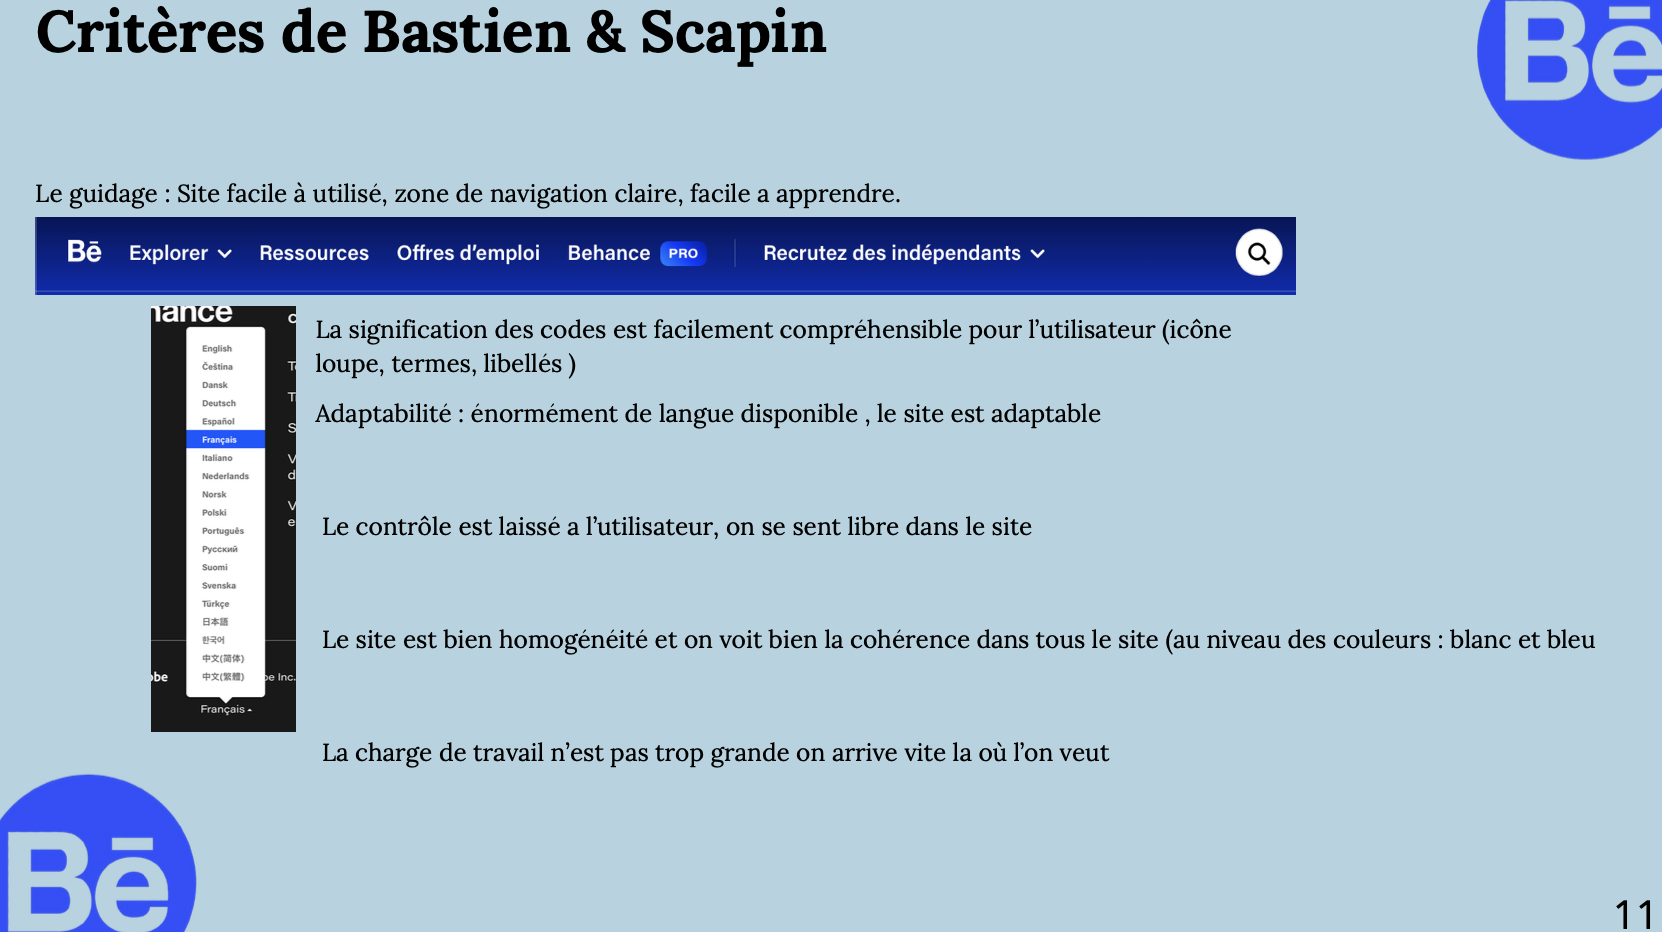 Critères de Bastien & Scapin
Bē
Le guidage : Site facile à utilisé, zone de navigation claire, facile a apprendre.
Bē Explorer Ressources Offres d'emploi Behance PRO Recrutez des indépendants
La signification des codes est facilement compréhensible pour l'utilisateur (icône
loupe, termes, libellés )
Adaptabilité : énormément de langue disponible , le site est adaptable
Le contrôle est laissé a l'utilisateur, on se sent libre dans le site
Le site est bien homogénéité et on voit bien la cohérence dans tous le site (au niveau des couleurs : blanc et bleu
La charge de travail n'est pas trop grande on arrive vite la où l'on veut
English
Čeština
Dansk
Deutsch
Español
Français
Italiano
Nederlands
Norsk
Polski
Português
Русский
Suomi
Svenska
Türkçe
日本語
한국어
中文(简体)
中文(繁體)
Inc.
Français
Bē
11